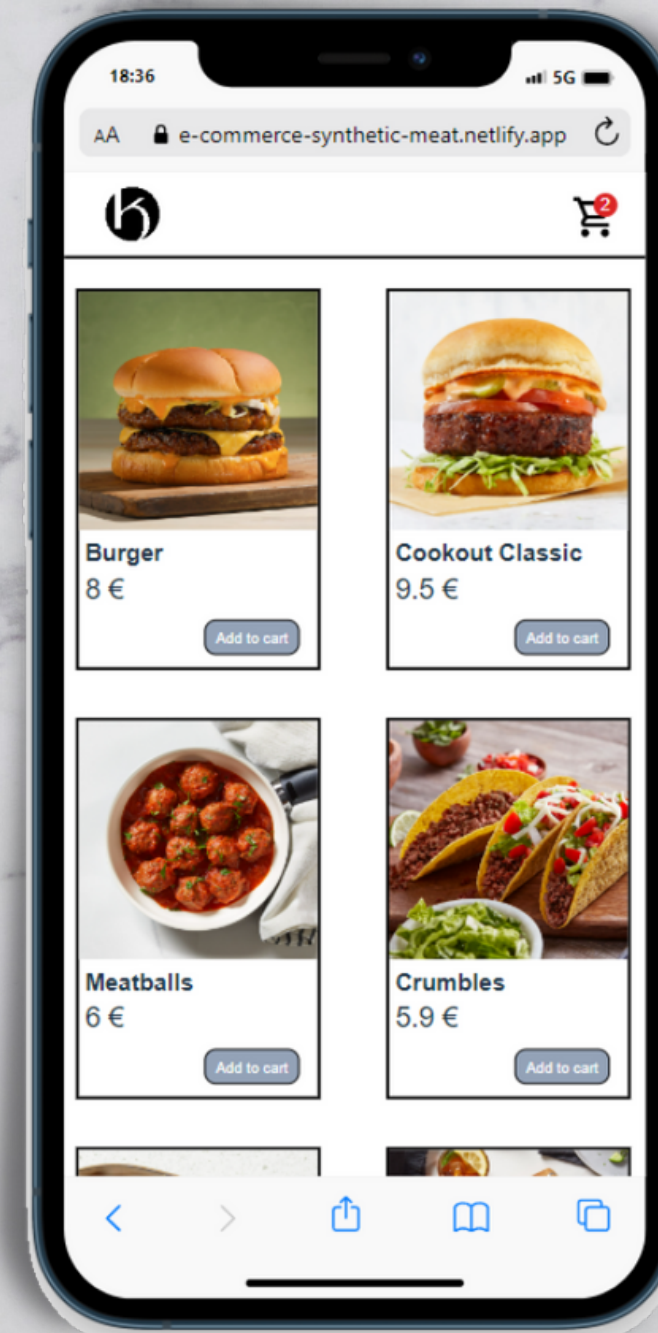 18:36
5G
AA e-commerce-synthetic-meat.netlify.app
2
Burger
8 €
Add to cart
Cookout Classic
9.5 €
Add to cart
Meatballs
6 €
Add to cart
Crumbles
5.9 €
Add to cart